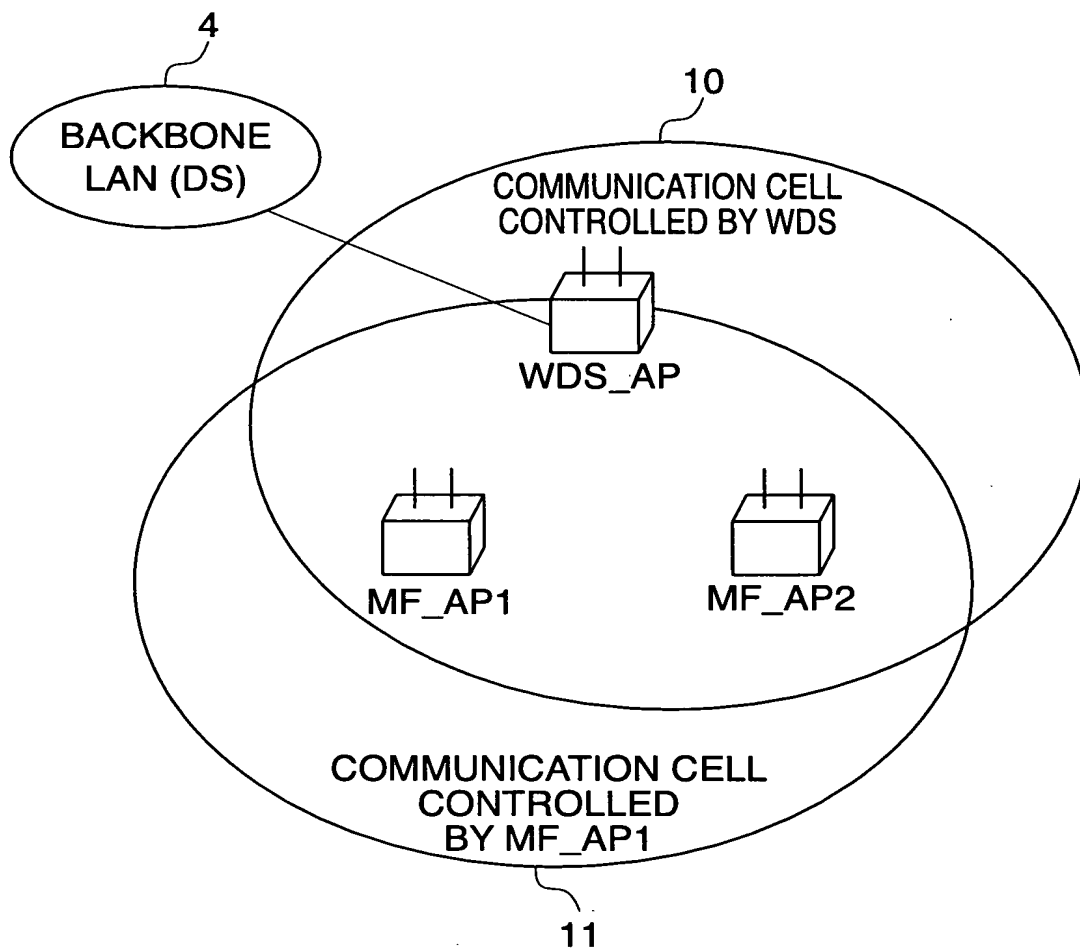 4
BACKBONE
LAN (DS)
10
COMMUNICATION CELL
CONTROLLED BY WDS
WDS_AP
MF_AP1
MF_AP2
COMMUNICATION CELL
CONTROLLED
BY MF_AP1
11